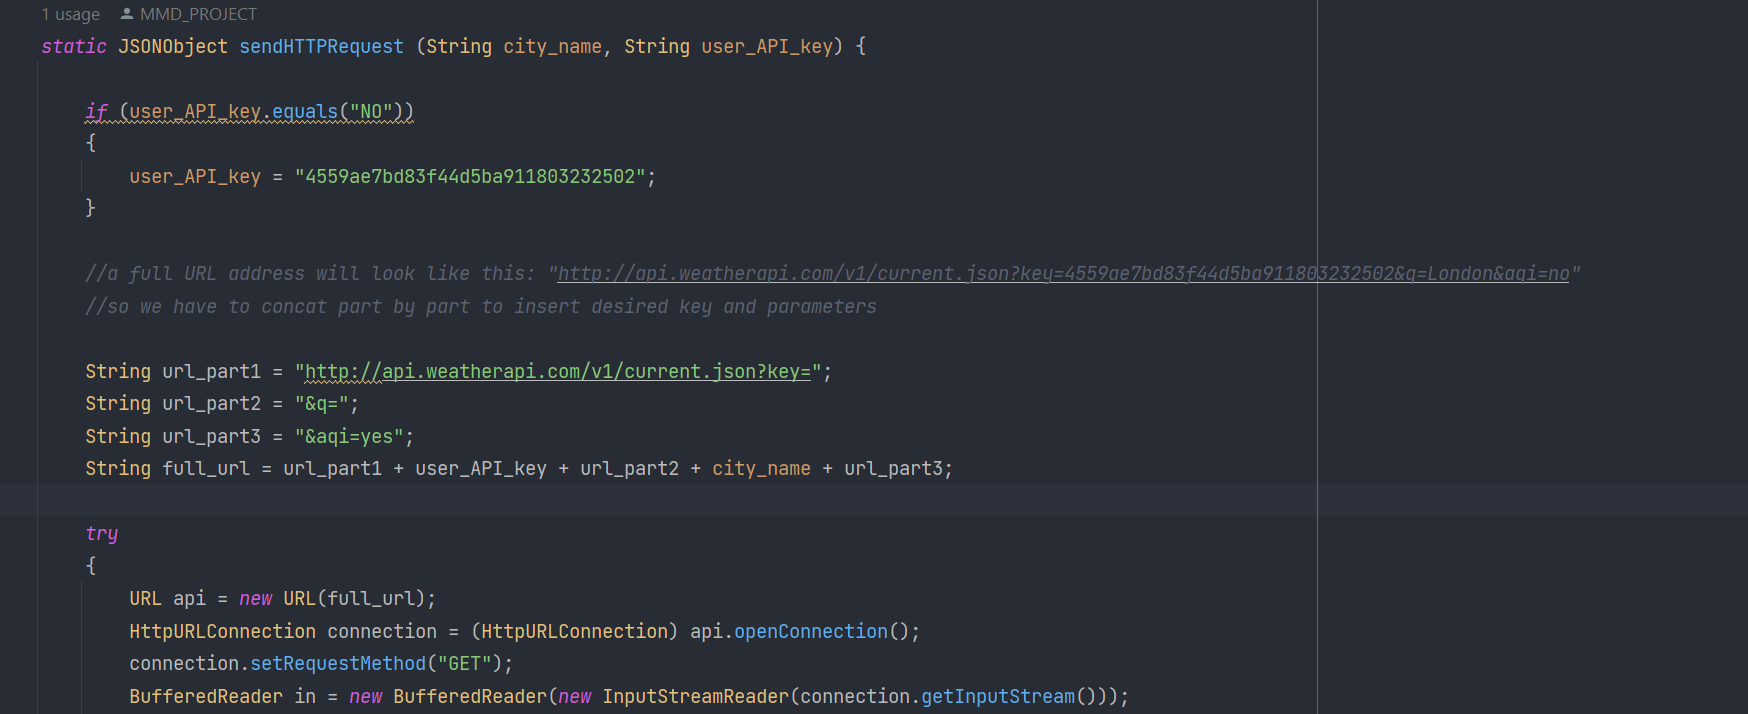 1 usage MMD_PROJECT
static JSONObject sendHTTPRequest (String city_name, String user_API_key) {
if (user_API_key.equals("NO"))
{
user_API_key = "4559ae7bd83f44d5ba911803232502";
}
//a full URL address will look like this: "http://api.weatherapi.com/v1/current.json?key=4559ae7bd83f44d5ba911803232502&q=London&aqi=no"
//so we have to concat part by part to insert desired key and parameters
String url_part1 = "http://api.weatherapi.com/v1/current.json?key=";
String url_part2 = "&q=";
String url_part3 = "&aqi=yes";
String full_url = url_part1 + user_API_key + url_part2 + city_name + url_part3;
try
{
URL api = new URL(full_url);
HttpURLConnection connection = (HttpURLConnection) api.openConnection();
connection.setRequestMethod("GET");
BufferedReader in = new BufferedReader(new InputStreamReader(connection.getInputStream()));